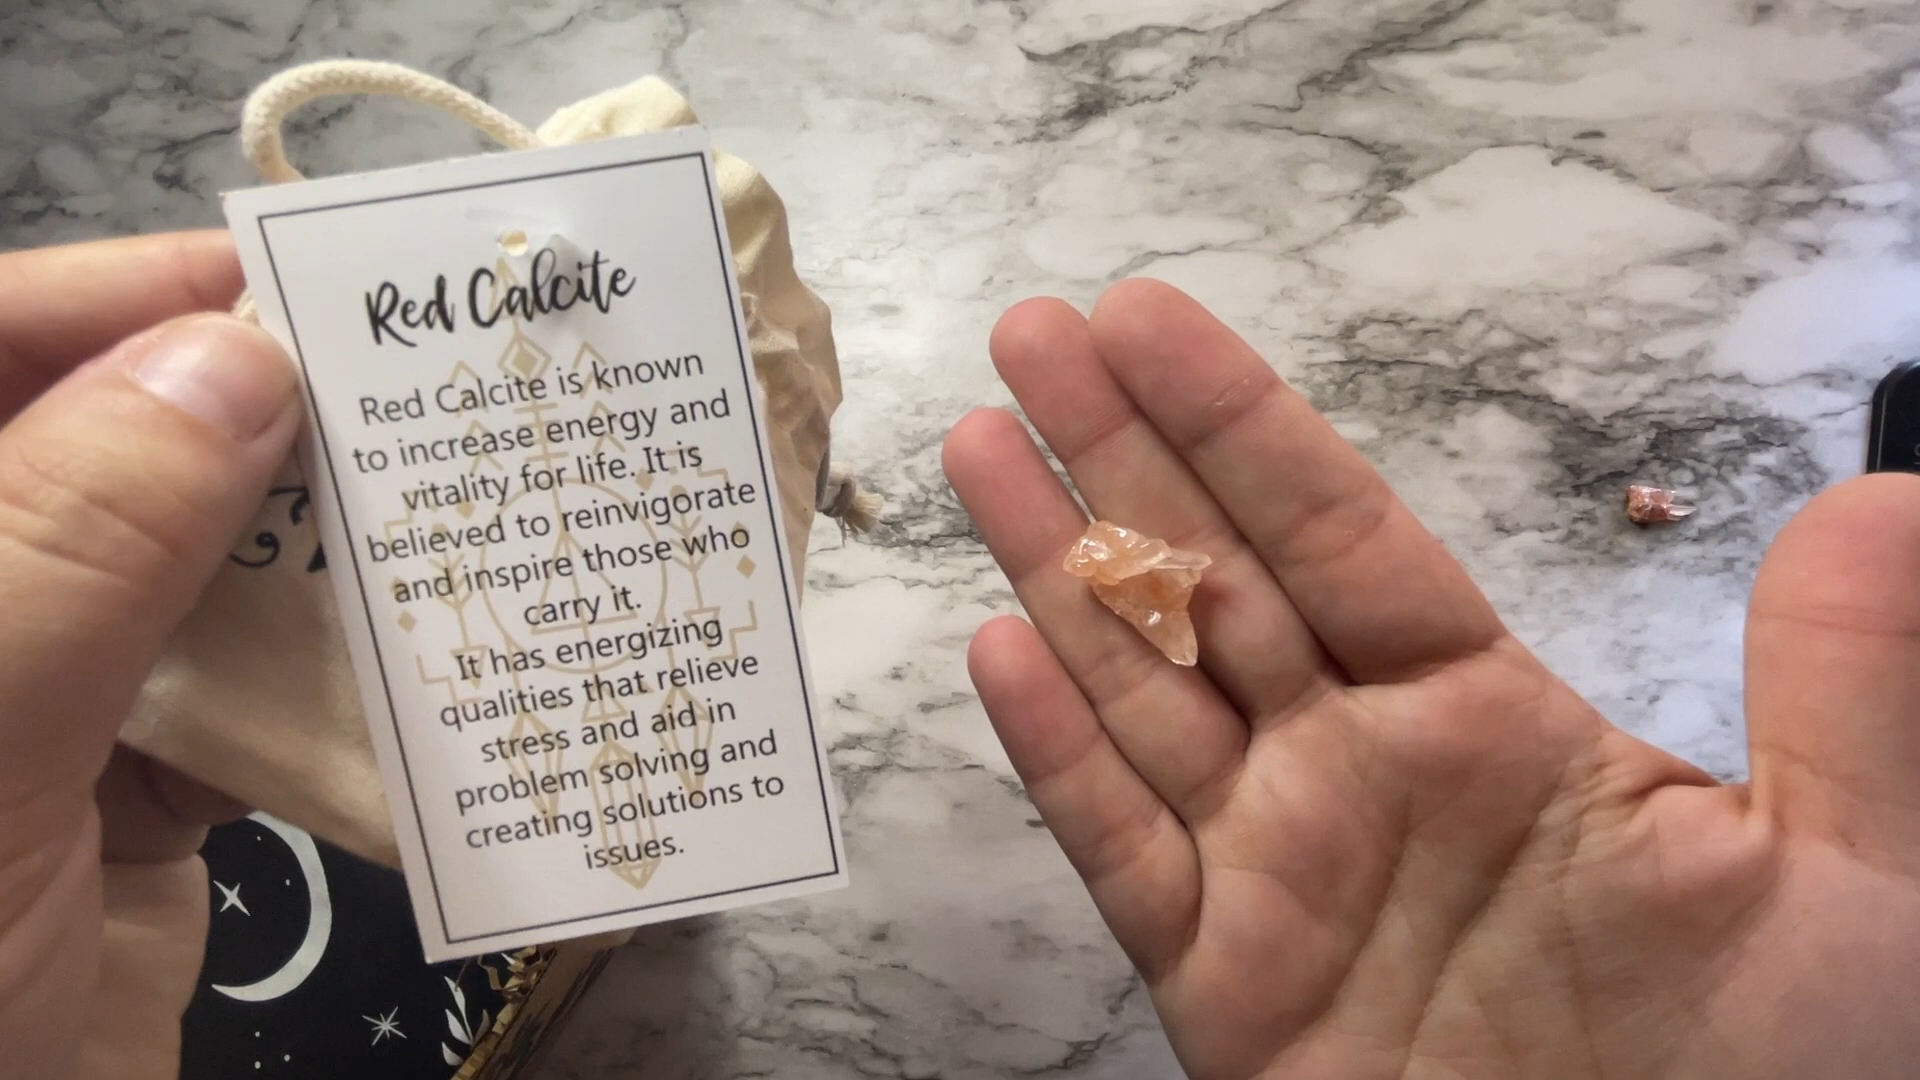 Red Calcite
Red Calcite is known
to increase energy and
vitality for life. It is
believed to reinvigorate
and inspire those who
carry it.
It has energizing
qualities that relieve
stress and aid in
problem solving and
creating solutions to
issues.